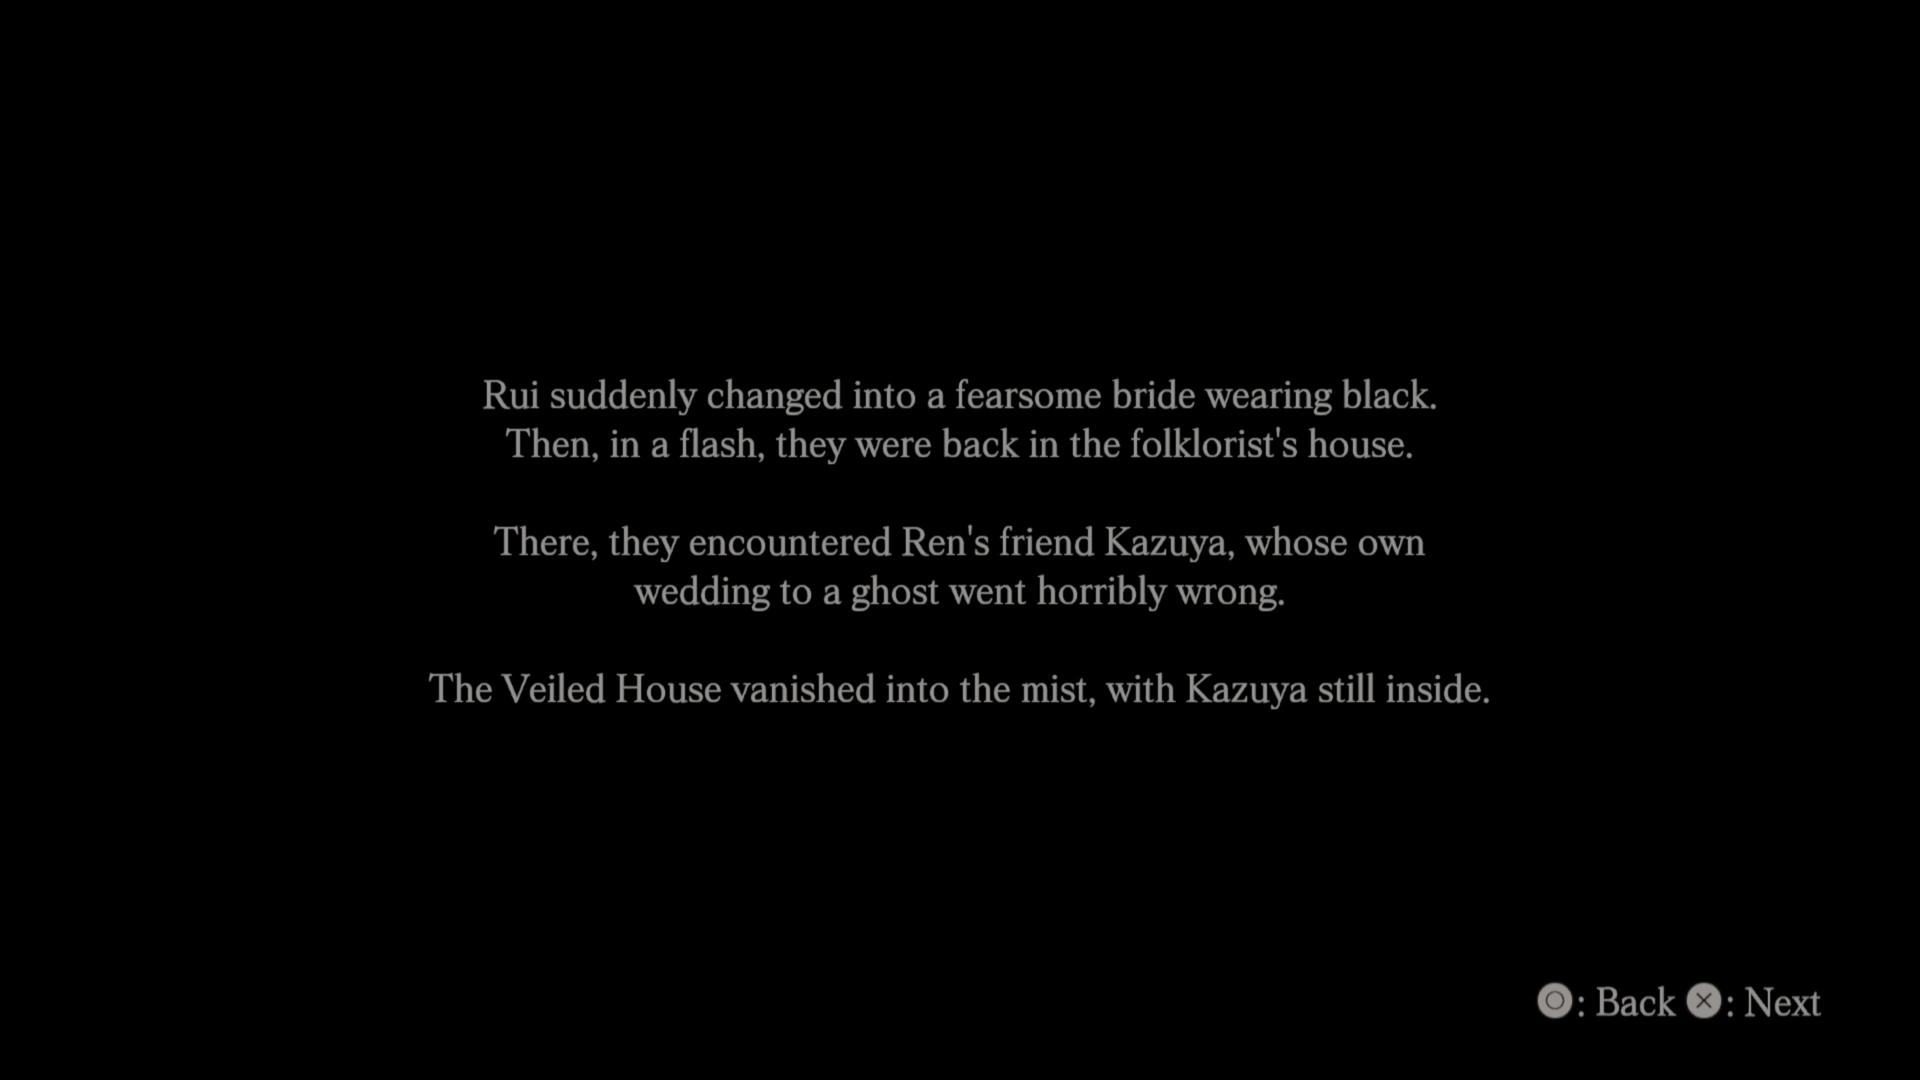 Rui suddenly changed into a fearsome bride wearing black.
Then, in a flash, they were back in the folklorist's house.
There, they encountered Ren's friend Kazuya, whose own
wedding to a ghost went horribly wrong.
The Veiled House vanished into the mist, with Kazuya still inside.
: Back : Next